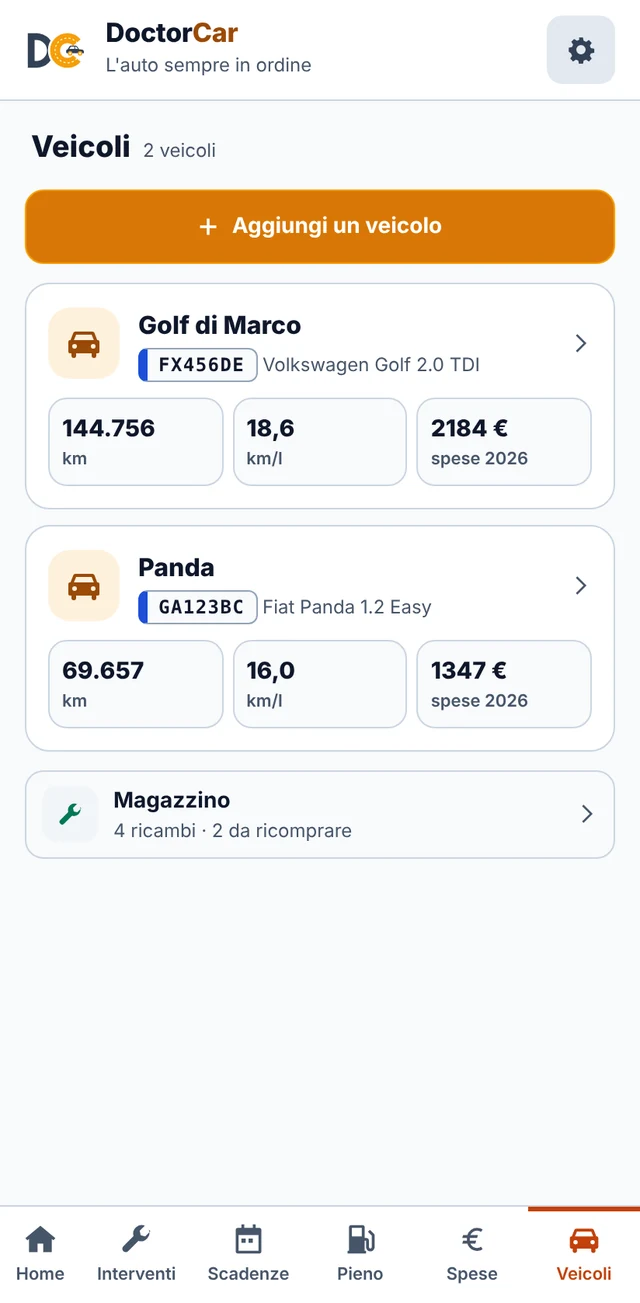 DC
DoctorCar
L'auto sempre in ordine
Veicoli 2 veicoli
+ Aggiungi un veicolo
Golf di Marco
FX456DE Volkswagen Golf 2.0 TDI
144.756 18,6 2184 €
km km/l spese 2026
Panda
GA123BC Fiat Panda 1.2 Easy
69.657 16,0 1347 €
km km/l spese 2026
Magazzino
4 ricambi · 2 da ricomprare
Home Interventi Scadenze Pieno Spese Veicoli